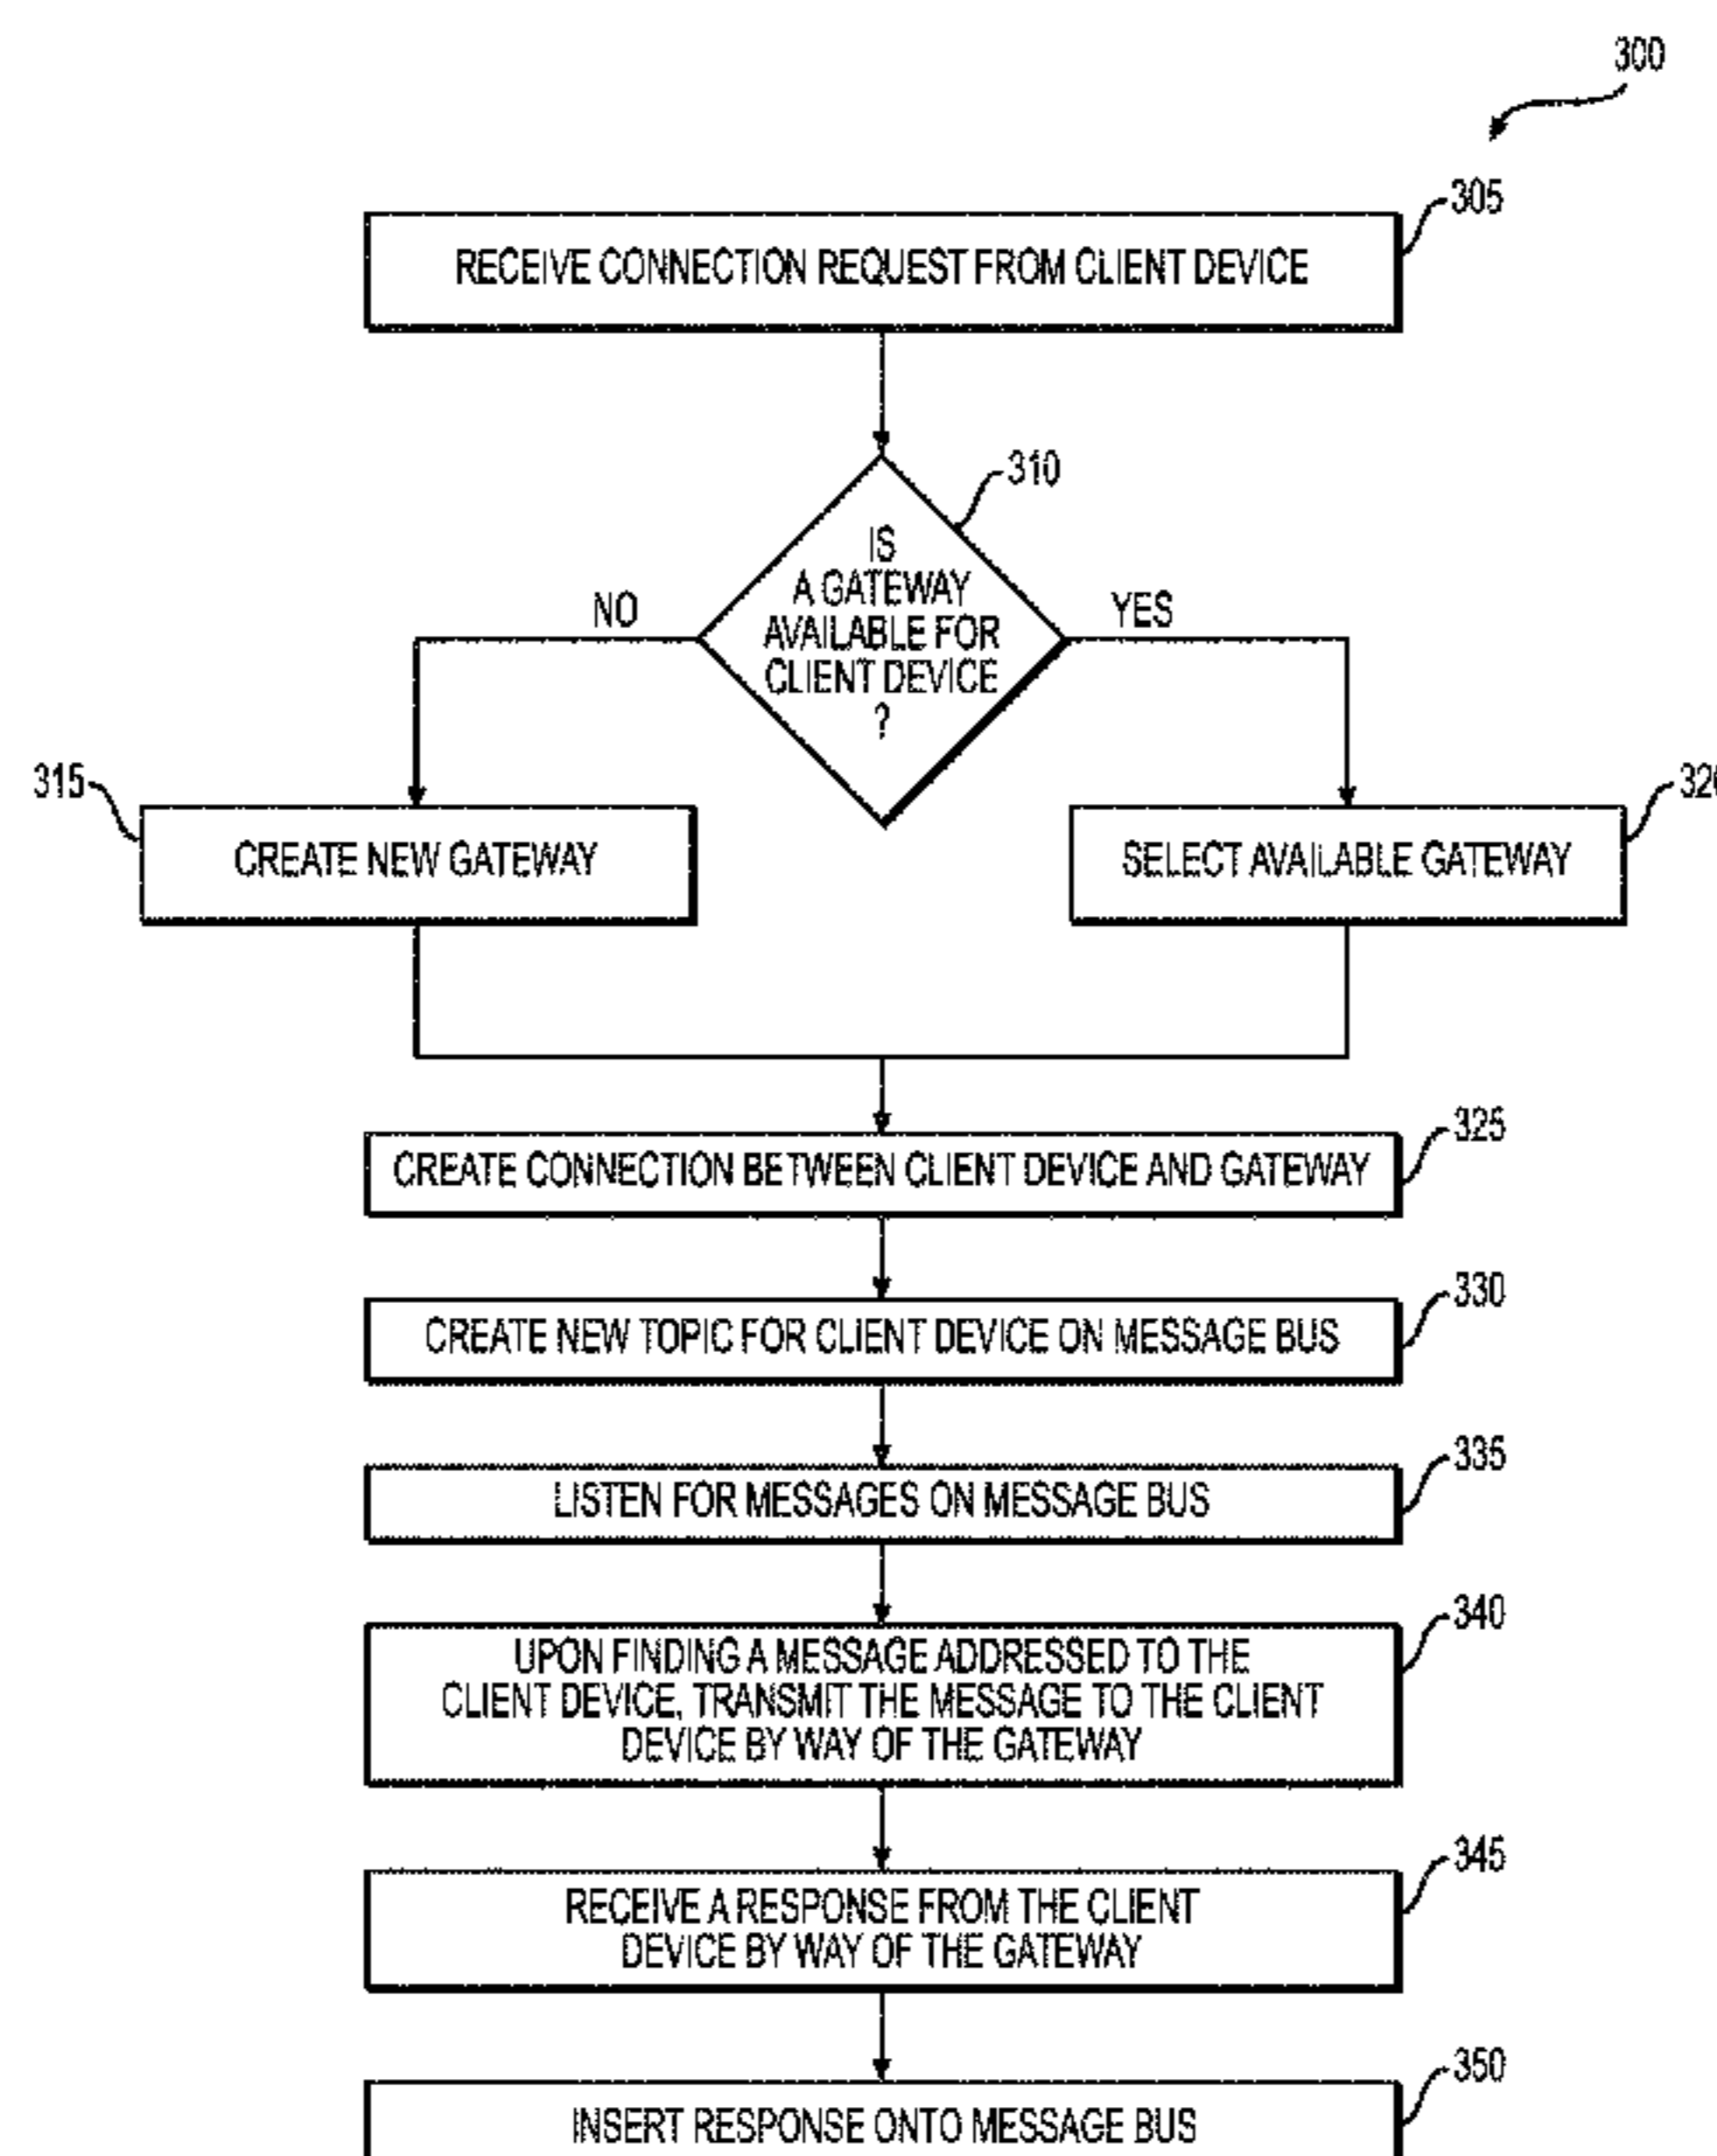 300
305
RECEIVE CONNECTION REQUEST FROM CLIENT DEVICE
310
IS
A GATEWAY
AVAILABLE FOR
CLIENT DEVICE
?
NO
YES
315
CREATE NEW GATEWAY
320
SELECT AVAILABLE GATEWAY
325
CREATE CONNECTION BETWEEN CLIENT DEVICE AND GATEWAY
330
CREATE NEW TOPIC FOR CLIENT DEVICE ON MESSAGE BUS
335
LISTEN FOR MESSAGES ON MESSAGE BUS
340
UPON FINDING A MESSAGE ADDRESSED TO THE
CLIENT DEVICE, TRANSMIT THE MESSAGE TO THE CLIENT
DEVICE BY WAY OF THE GATEWAY
345
RECEIVE A RESPONSE FROM THE CLIENT
DEVICE BY WAY OF THE GATEWAY
350
INSERT RESPONSE ONTO MESSAGE BUS